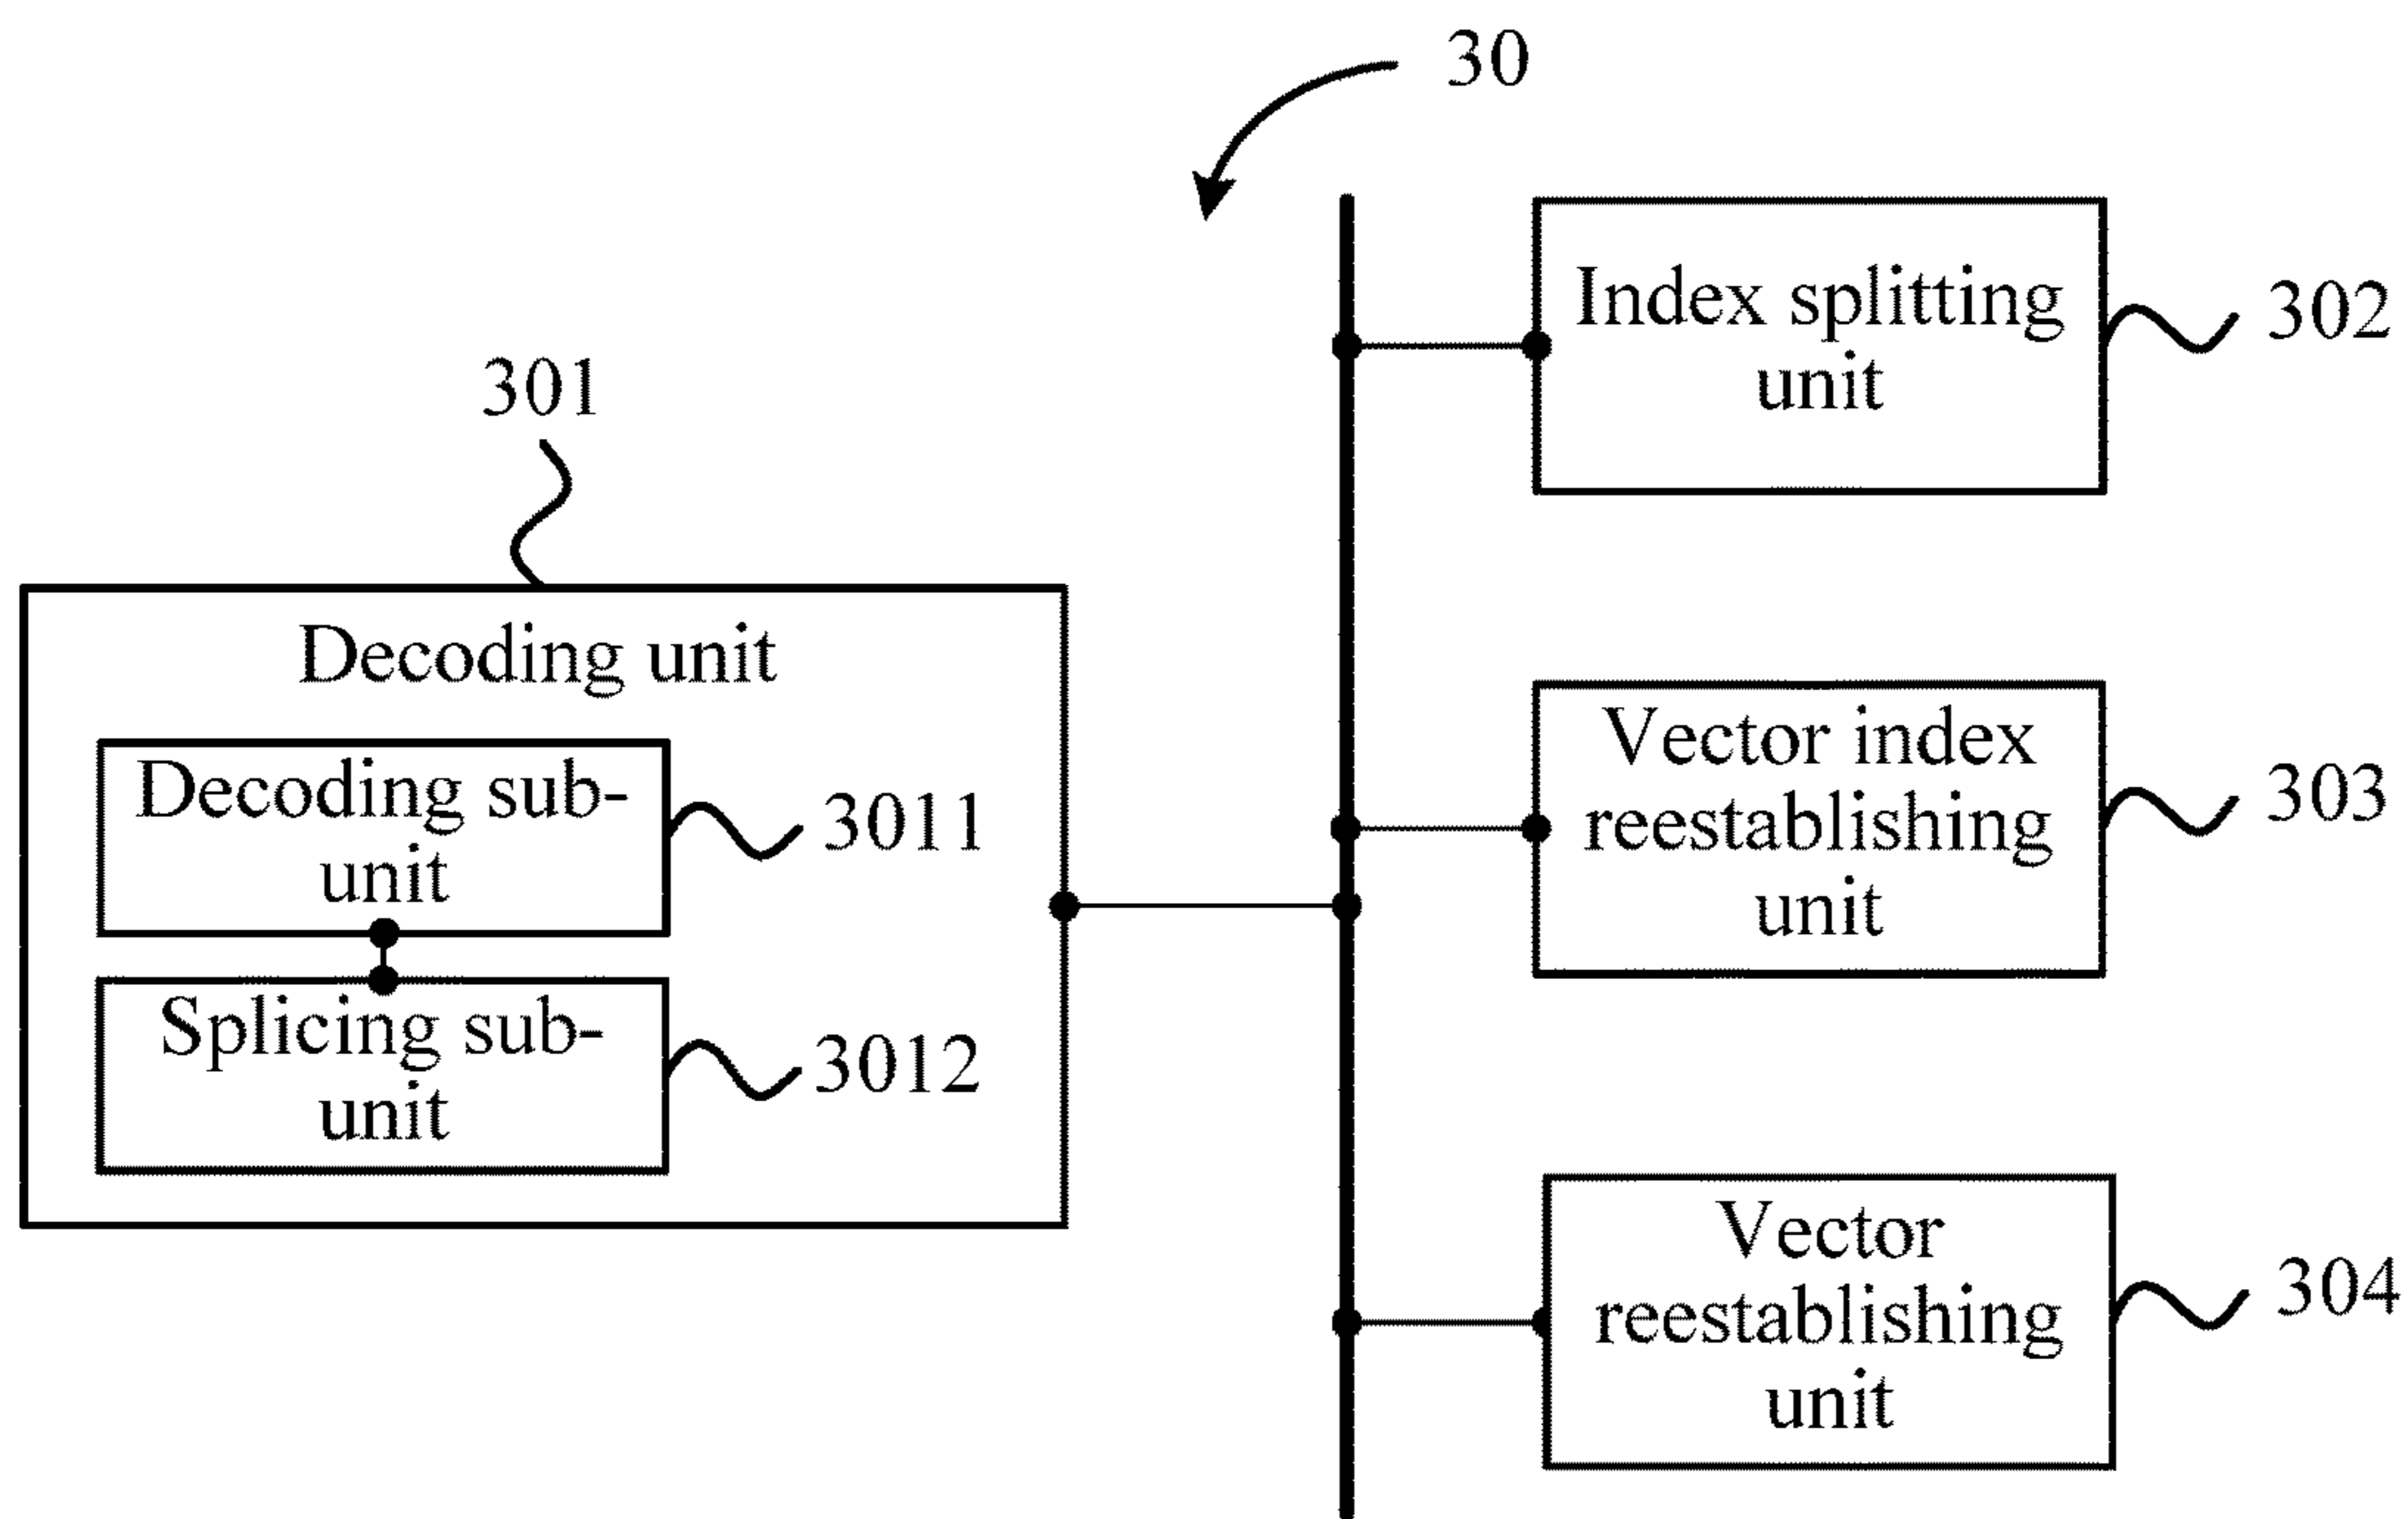 30
Index splitting
unit
302
301
Decoding unit
Decoding sub-
unit
3011
Splicing sub-
unit
3012
Vector index
reestablishing
unit
303
Vector
reestablishing
unit
304